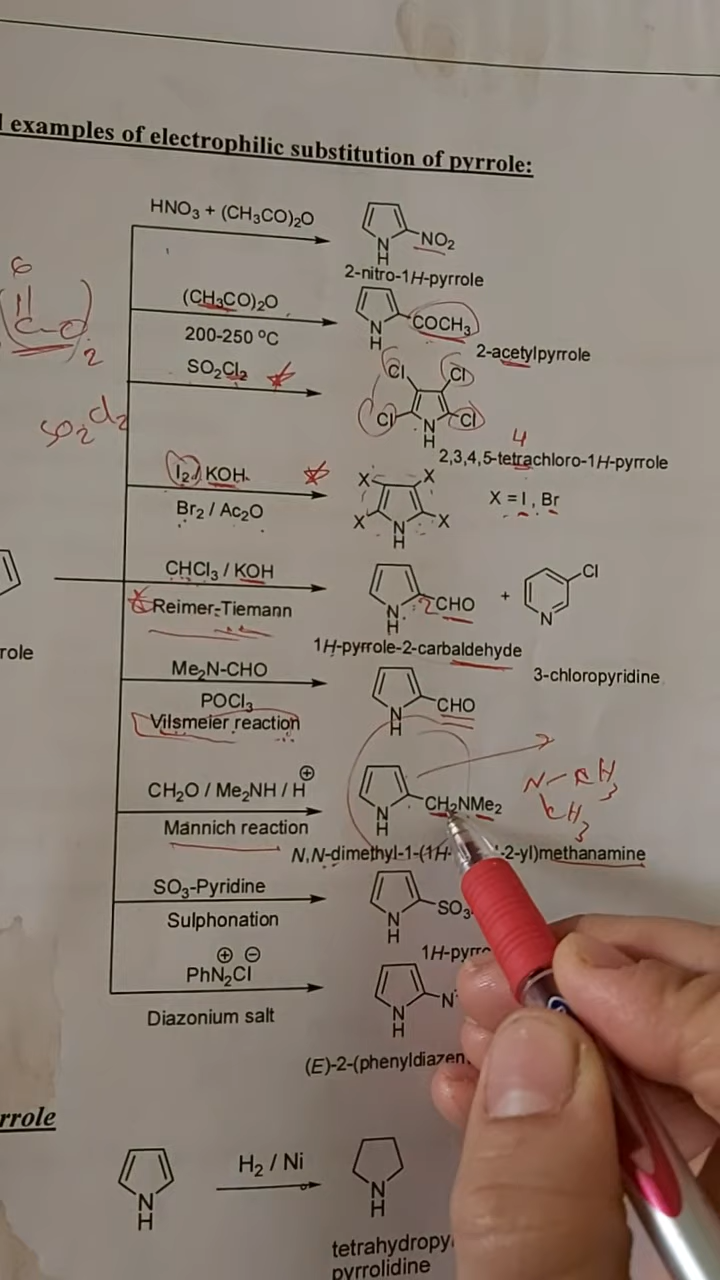 examples of electrophilic substitution of pyrrole:
HNO3 + (CH3CO)2O
NO2
N
H
2-nitro-1H-pyrrole
(CH3CO)2O
200-250 °C
COCH3
N
H
2-acetylpyrrole
SO2Cl2
Cl Cl
Cl Cl
N
H
SO2Cl2
4
2,3,4,5-tetrachloro-1H-pyrrole
I2 / KOH
Br2 / Ac2O
X X
X X
N
H
X = I , Br
CHCl3 / KOH
Reimer-Tiemann
CHO
N
H
+
Cl
N
role
1H-pyrrole-2-carbaldehyde
3-chloropyridine
Me2N-CHO
POCl3
Vilsmeier reaction
CHO
N
H
CH2O / Me2NH / H⊕
Mannich reaction
CH2NMe2
N
H
CH3
N,N-dimethyl-1-(1H- -2-yl)methanamine
SO3-Pyridine
Sulphonation
SO3
N
H
1H-pyrr
⊕ ⊖
PhN2Cl
Diazonium salt
N
N
H
(E)-2-(phenyldiazen
rrole
N
H
H2 / Ni
N
H
tetrahydropy
pyrrolidine